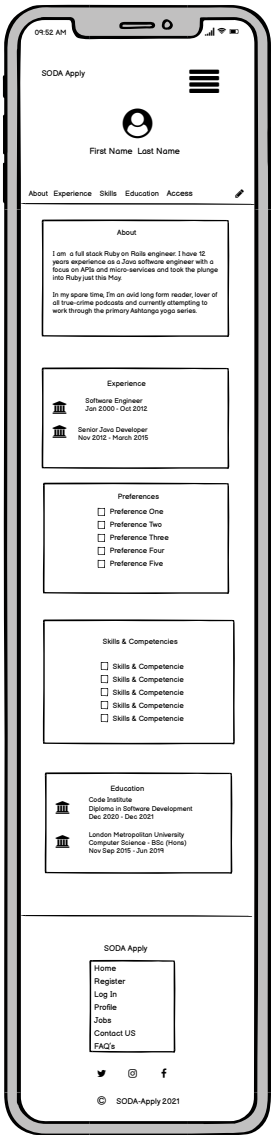 09:52 AM
SODA Apply
First Name Last Name
About Experience Skills Education Access
About
I am a full stack Ruby on Rails engineer. I have 12
years experience as a Java software engineer with a
focus on APIs and micro-services and took the plunge
into Ruby just this May.
In my spare time, I'm an avid long form reader, lover of
all true-crime podcasts and currently attempting to
work through the primary Ashtanga yoga series.
Experience
Software Engineer
Jan 2000 - Oct 2012
Senior Java Developer
Nov 2012 - March 2015
Preferences
Preference One
Preference Two
Preference Three
Preference Four
Preference Five
Skills & Competencies
Skills & Competencie
Skills & Competencie
Skills & Competencie
Skills & Competencie
Skills & Competencie
Education
Code Institute
Diploma in Software Development
Dec 2020 - Dec 2021
London Metropolitan University
Computer Science - BSc (Hons)
Nov Sep 2015 - Jun 2019
SODA Apply
Home
Register
Log In
Profile
Jobs
Contact US
FAQ's
© SODA-Apply 2021